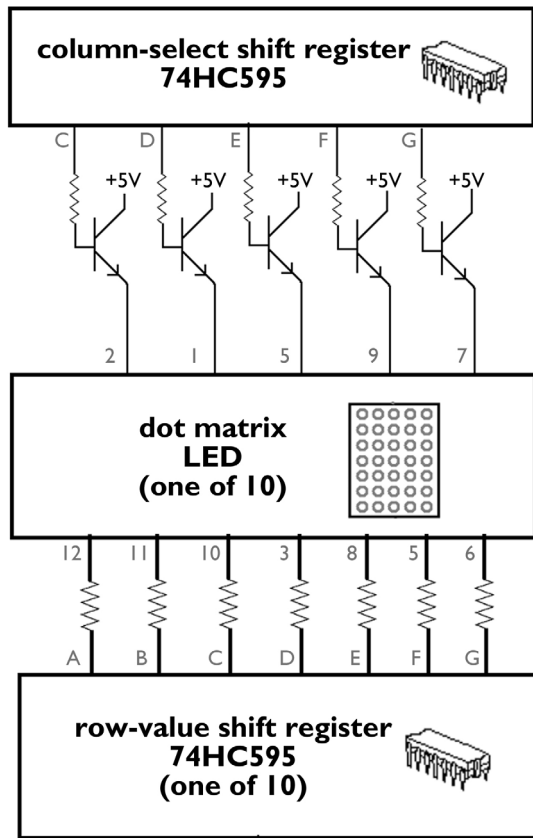 column-select shift register
74HC595
C D E F G
+5V +5V +5V +5V +5V
2 1 5 9 7
dot matrix
LED
(one of 10)
12 11 10 3 8 5 6
A B C D E F G
row-value shift register
74HC595
(one of 10)